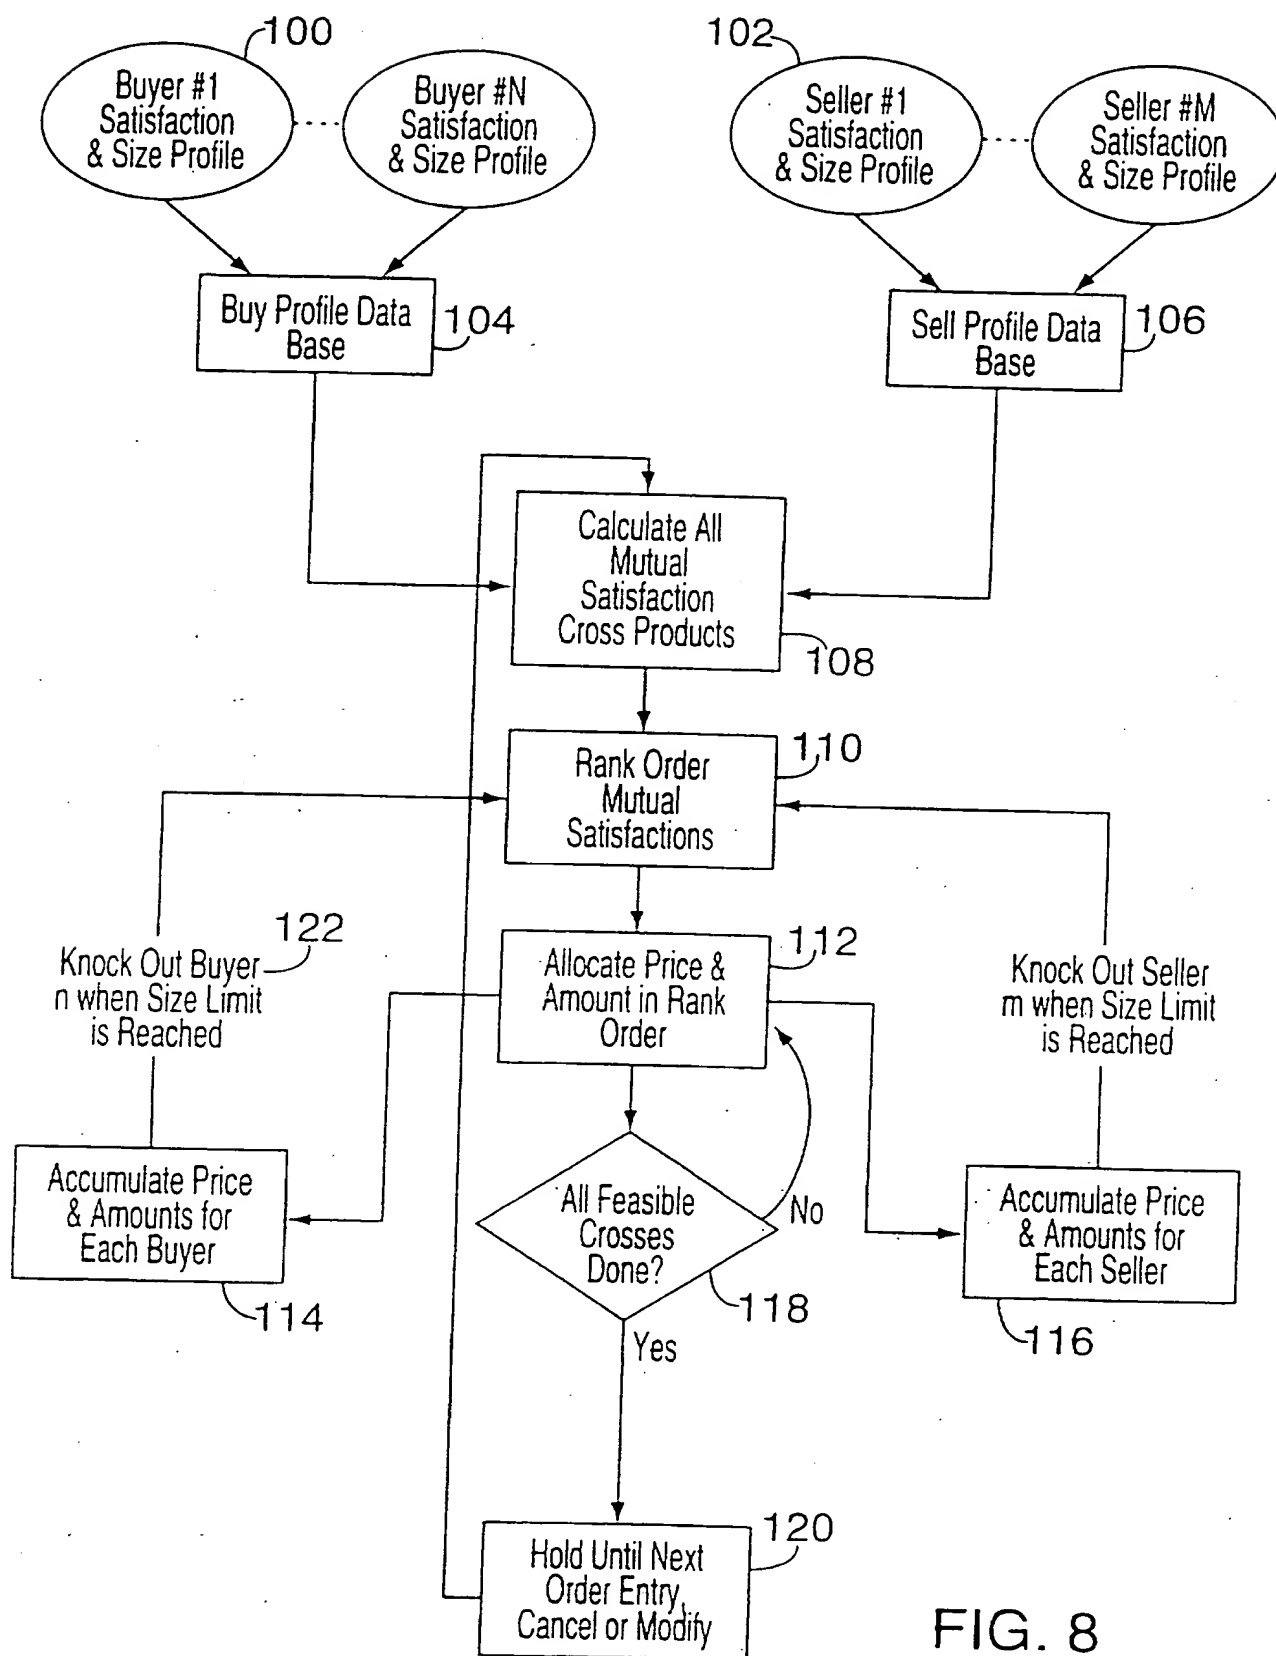 100
Buyer #1
Satisfaction
& Size Profile
Buyer #N
Satisfaction
& Size Profile
102
Seller #1
Satisfaction
& Size Profile
Seller #M
Satisfaction
& Size Profile
Buy Profile Data
Base
104
Sell Profile Data
Base
106
Calculate All
Mutual
Satisfaction
Cross Products
108
Rank Order
Mutual
Satisfactions
110
Knock Out Buyer
n when Size Limit
is Reached
122
Allocate Price &
Amount in Rank
Order
112
Knock Out Seller
m when Size Limit
is Reached
Accumulate Price
& Amounts for
Each Buyer
114
All Feasible
Crosses
Done?
No
118
Yes
Accumulate Price
& Amounts for
Each Seller
116
Hold Until Next
Order Entry,
Cancel or Modify
120
FIG. 8